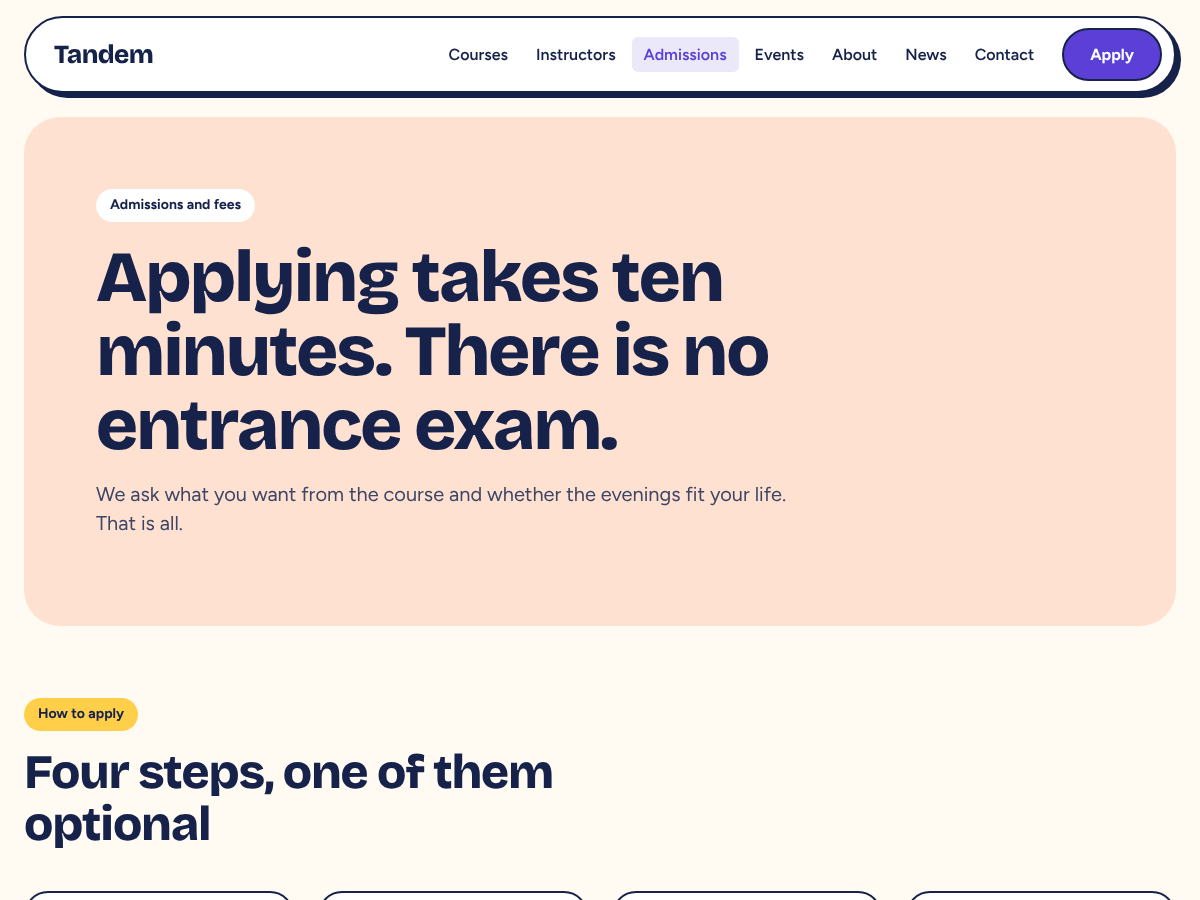 Tandem
Courses
Instructors
Admissions
Events
About
News
Contact
Apply
Admissions and fees
Applying takes ten
minutes. There is no
entrance exam.
We ask what you want from the course and whether the evenings fit your life.
That is all.
How to apply
Four steps, one of them
optional